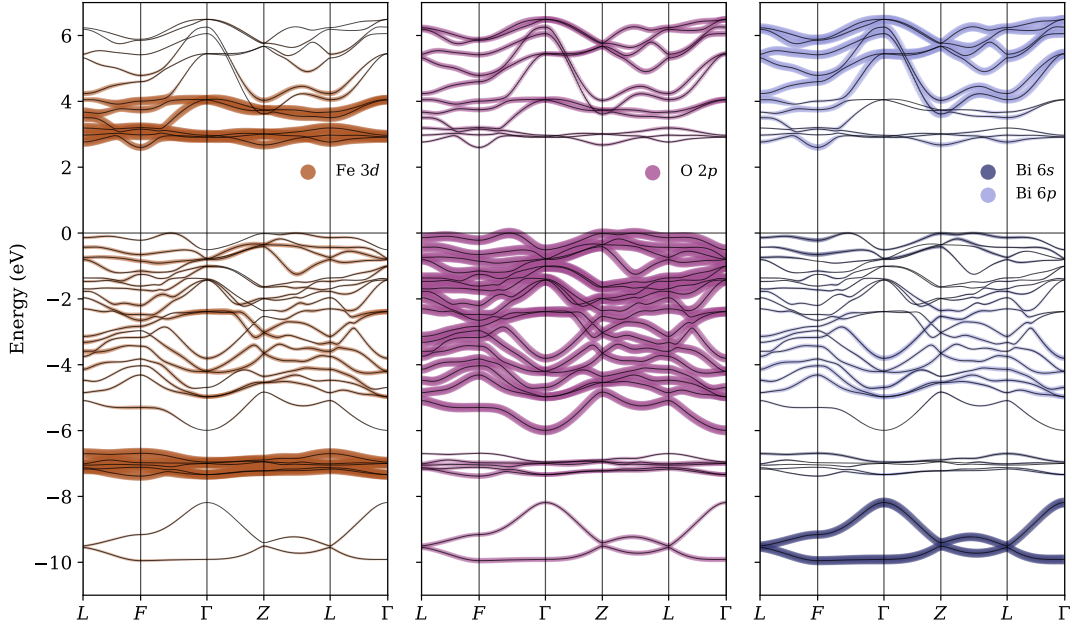 Energy (eV)
6
4
2
0
−2
−4
−6
−8
−10
Fe 3d
O 2p
Bi 6s
Bi 6p
L F Γ Z L Γ
L F Γ Z L Γ
L F Γ Z L Γ